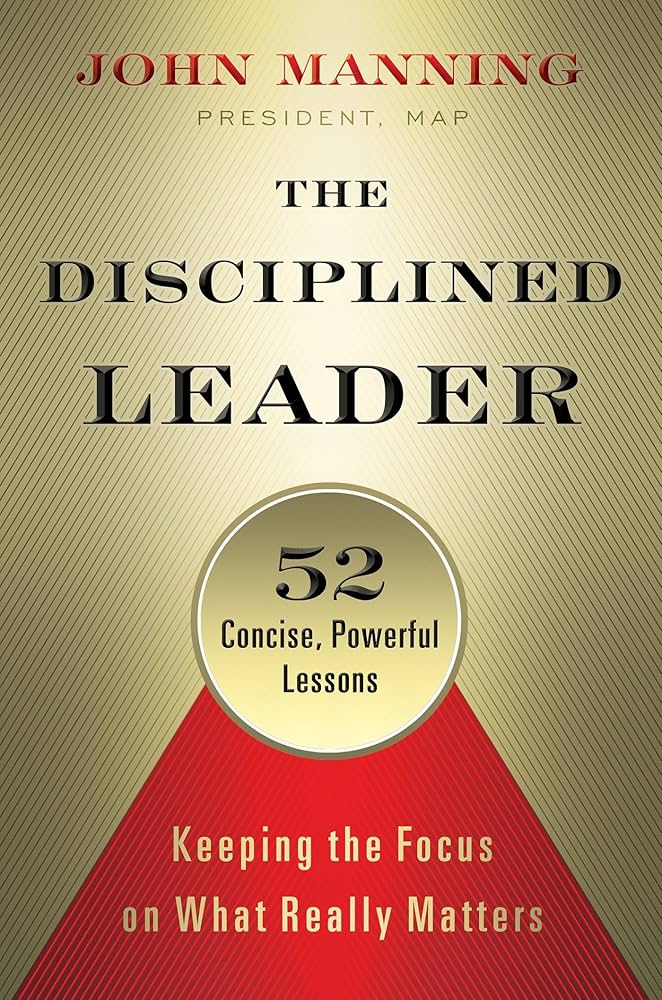 JOHN MANNING
PRESIDENT, MAP
THE
DISCIPLINED
LEADER
52
Concise, Powerful
Lessons
Keeping the Focus
on What Really Matters